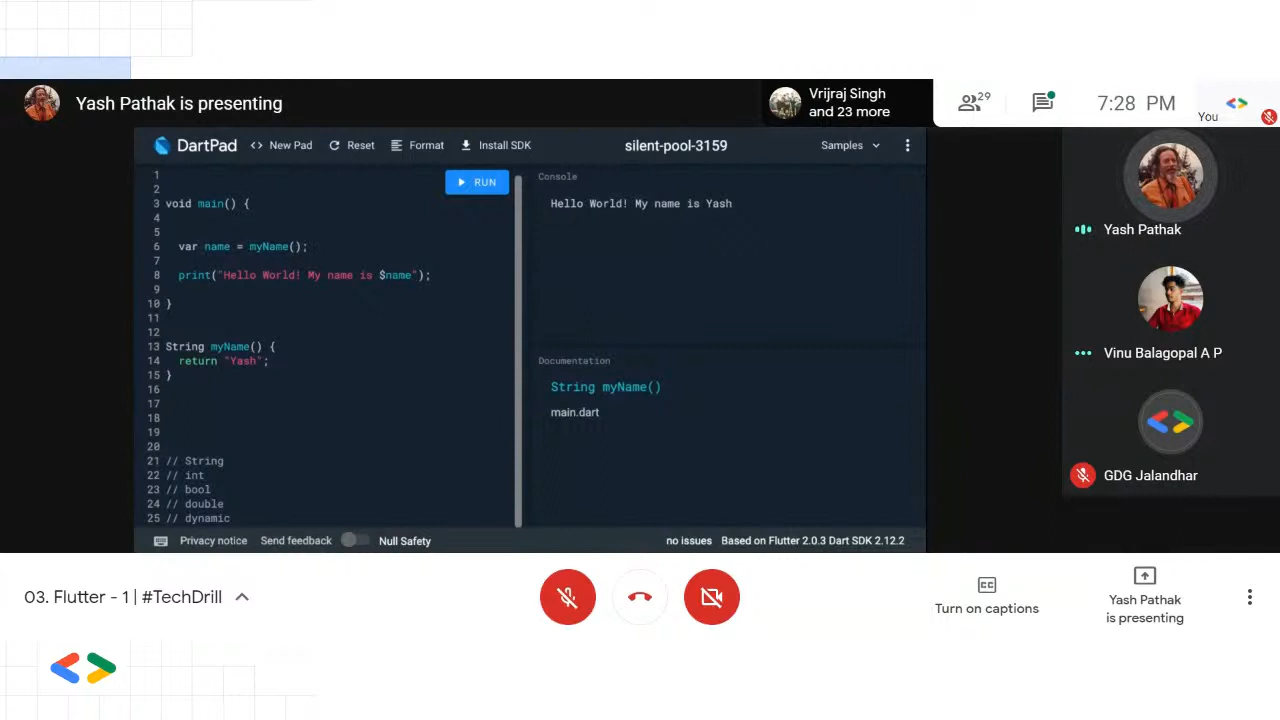 Yash Pathak is presenting
Vrijraj Singh
and 23 more
29
7:28 PM
You
DartPad
<> New Pad
Reset
Format
Install SDK
silent-pool-3159
Samples
RUN
1
2
3 void main() {
4
5
6 var name = myName();
7
8 print("Hello World! My name is $name");
9
10 }
11
12
13 String myName() {
14 return "Yash";
15 }
16
17
18
19
20
21 // String
22 // int
23 // bool
24 // double
25 // dynamic
Console
Hello World! My name is Yash
Documentation
String myName()
main.dart
Privacy notice
Send feedback
Null Safety
no issues
Based on Flutter 2.0.3 Dart SDK 2.12.2
Yash Pathak
Vinu Balagopal A P
GDG Jalandhar
03. Flutter - 1 | #TechDrill
Turn on captions
Yash Pathak
is presenting